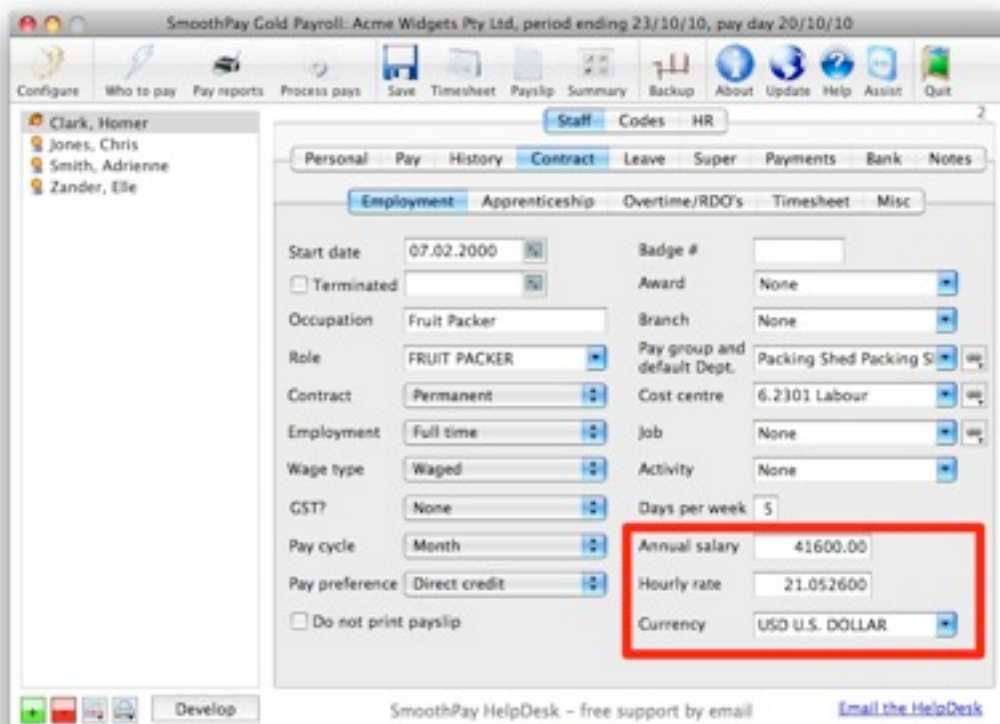 SmoothPay Gold Payroll: Acme Widgets Pty Ltd, period ending 23/10/10, pay day 20/10/10
Configure Who to pay Pay reports Process pays Save Timesheet Payslip Summary Backup About Update Help Assist Quit
Clark, Homer
Jones, Chris
Smith, Adrienne
Zander, Elle
2
Staff Codes HR
Personal Pay History Contract Leave Super Payments Bank Notes
Employment Apprenticeship Overtime/RDO's Timesheet Misc
Start date 07.02.2000 Badge #
Terminated Award None
Occupation Fruit Packer Branch None
Role FRUIT PACKER Pay group and default Dept. Packing Shed Packing S
Contract Permanent Cost centre 6.2301 Labour
Employment Full time Job None
Wage type Waged Activity None
GST? None Days per week 5
Pay cycle Month Annual salary 41600.00
Pay preference Direct credit Hourly rate 21.052600
Do not print payslip Currency USD U.S. DOLLAR
Develop SmoothPay HelpDesk – free support by email Email the HelpDesk